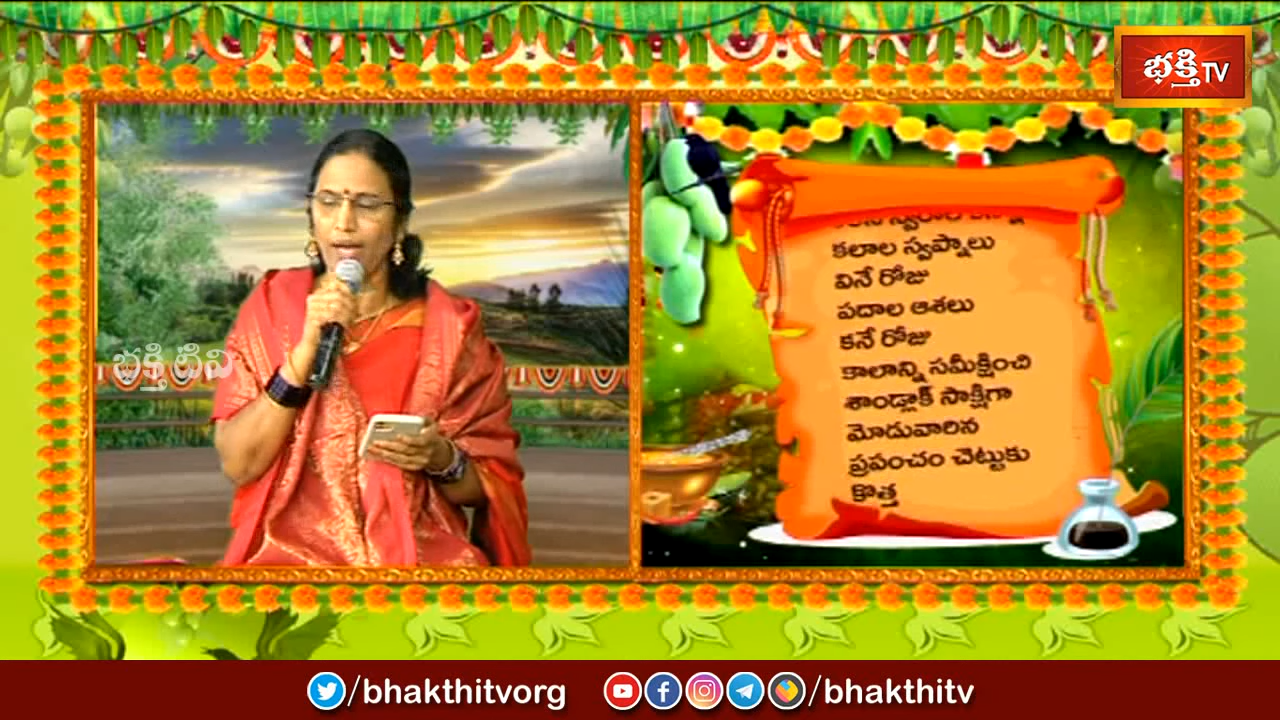 భక్తి TV
భక్తి టీవి
కలాల స్వప్నాలు
వినే రోజు
పదాల ఆశలు
కనే రోజు
కాలాన్ని సమీక్షించి
శాండ్లాక్ సాక్షిగా
మోడువారిన
ప్రపంచం చెట్టుకు
క్రొత్త
/bhakthitvorg /bhakthitv